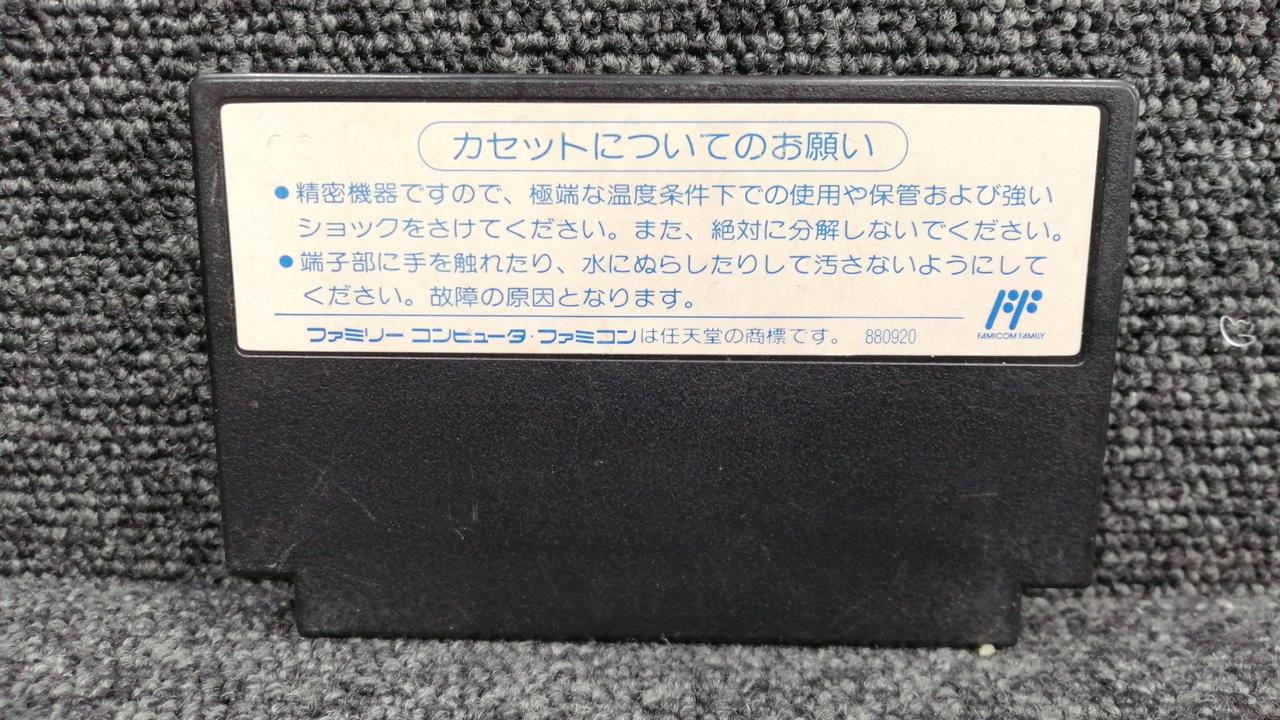 カセットについてのお願い
●精密機器ですので、極端な温度条件下での使用や保管および強い
ショックをさけてください。また、絶対に分解しないでください。
●端子部に手を触れたり、水にぬらしたりして汚さないようにして
ください。故障の原因となります。
ファミリー コンピュータ・ファミコンは任天堂の商標です。 880920
FAMICOM FAMILY